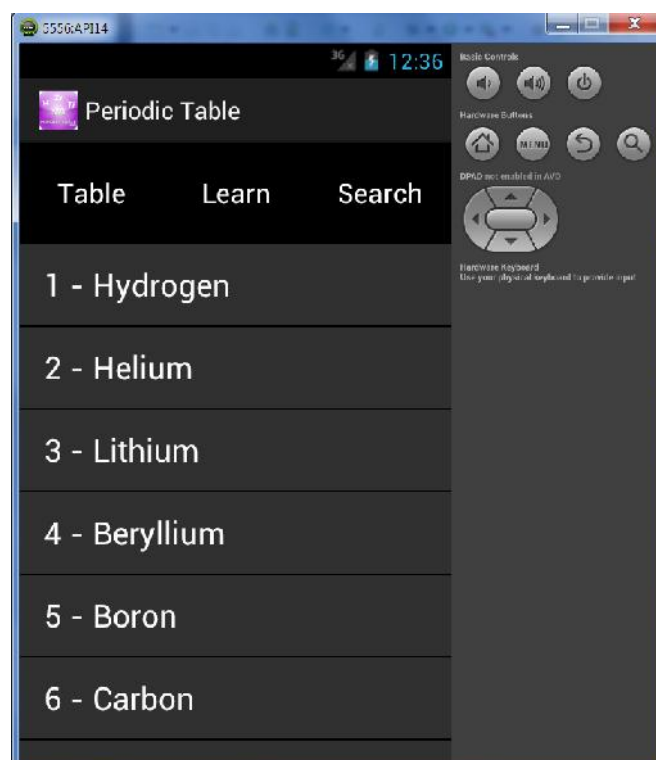 5556:API14
3G 12:36
Periodic Table
Table Learn Search
1 - Hydrogen
2 - Helium
3 - Lithium
4 - Beryllium
5 - Boron
6 - Carbon
Basic Controls
Hardware Buttons
MENU
DPAD not enabled in AVD
Hardware Keyboard
Use your physical keyboard to provide input